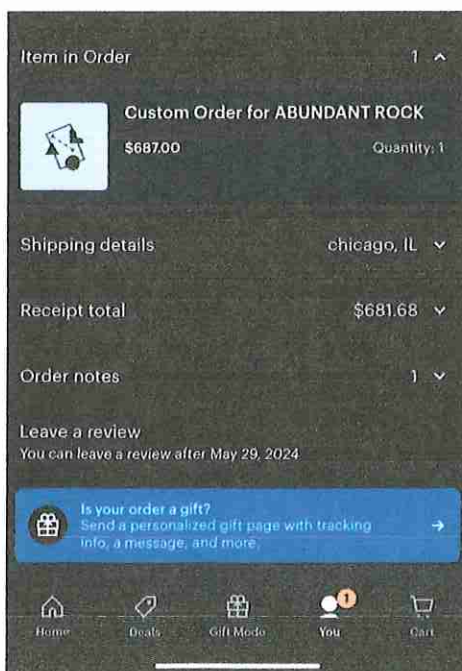 Item in Order 1
Custom Order for ABUNDANT ROCK
$687.00 Quantity: 1
Shipping details chicago, IL
Receipt total $681.68
Order notes 1
Leave a review
You can leave a review after May 29, 2024
Is your order a gift?
Send a personalized gift page with tracking
info, a message, and more.
1
Home Deals Gift Mode You Cart